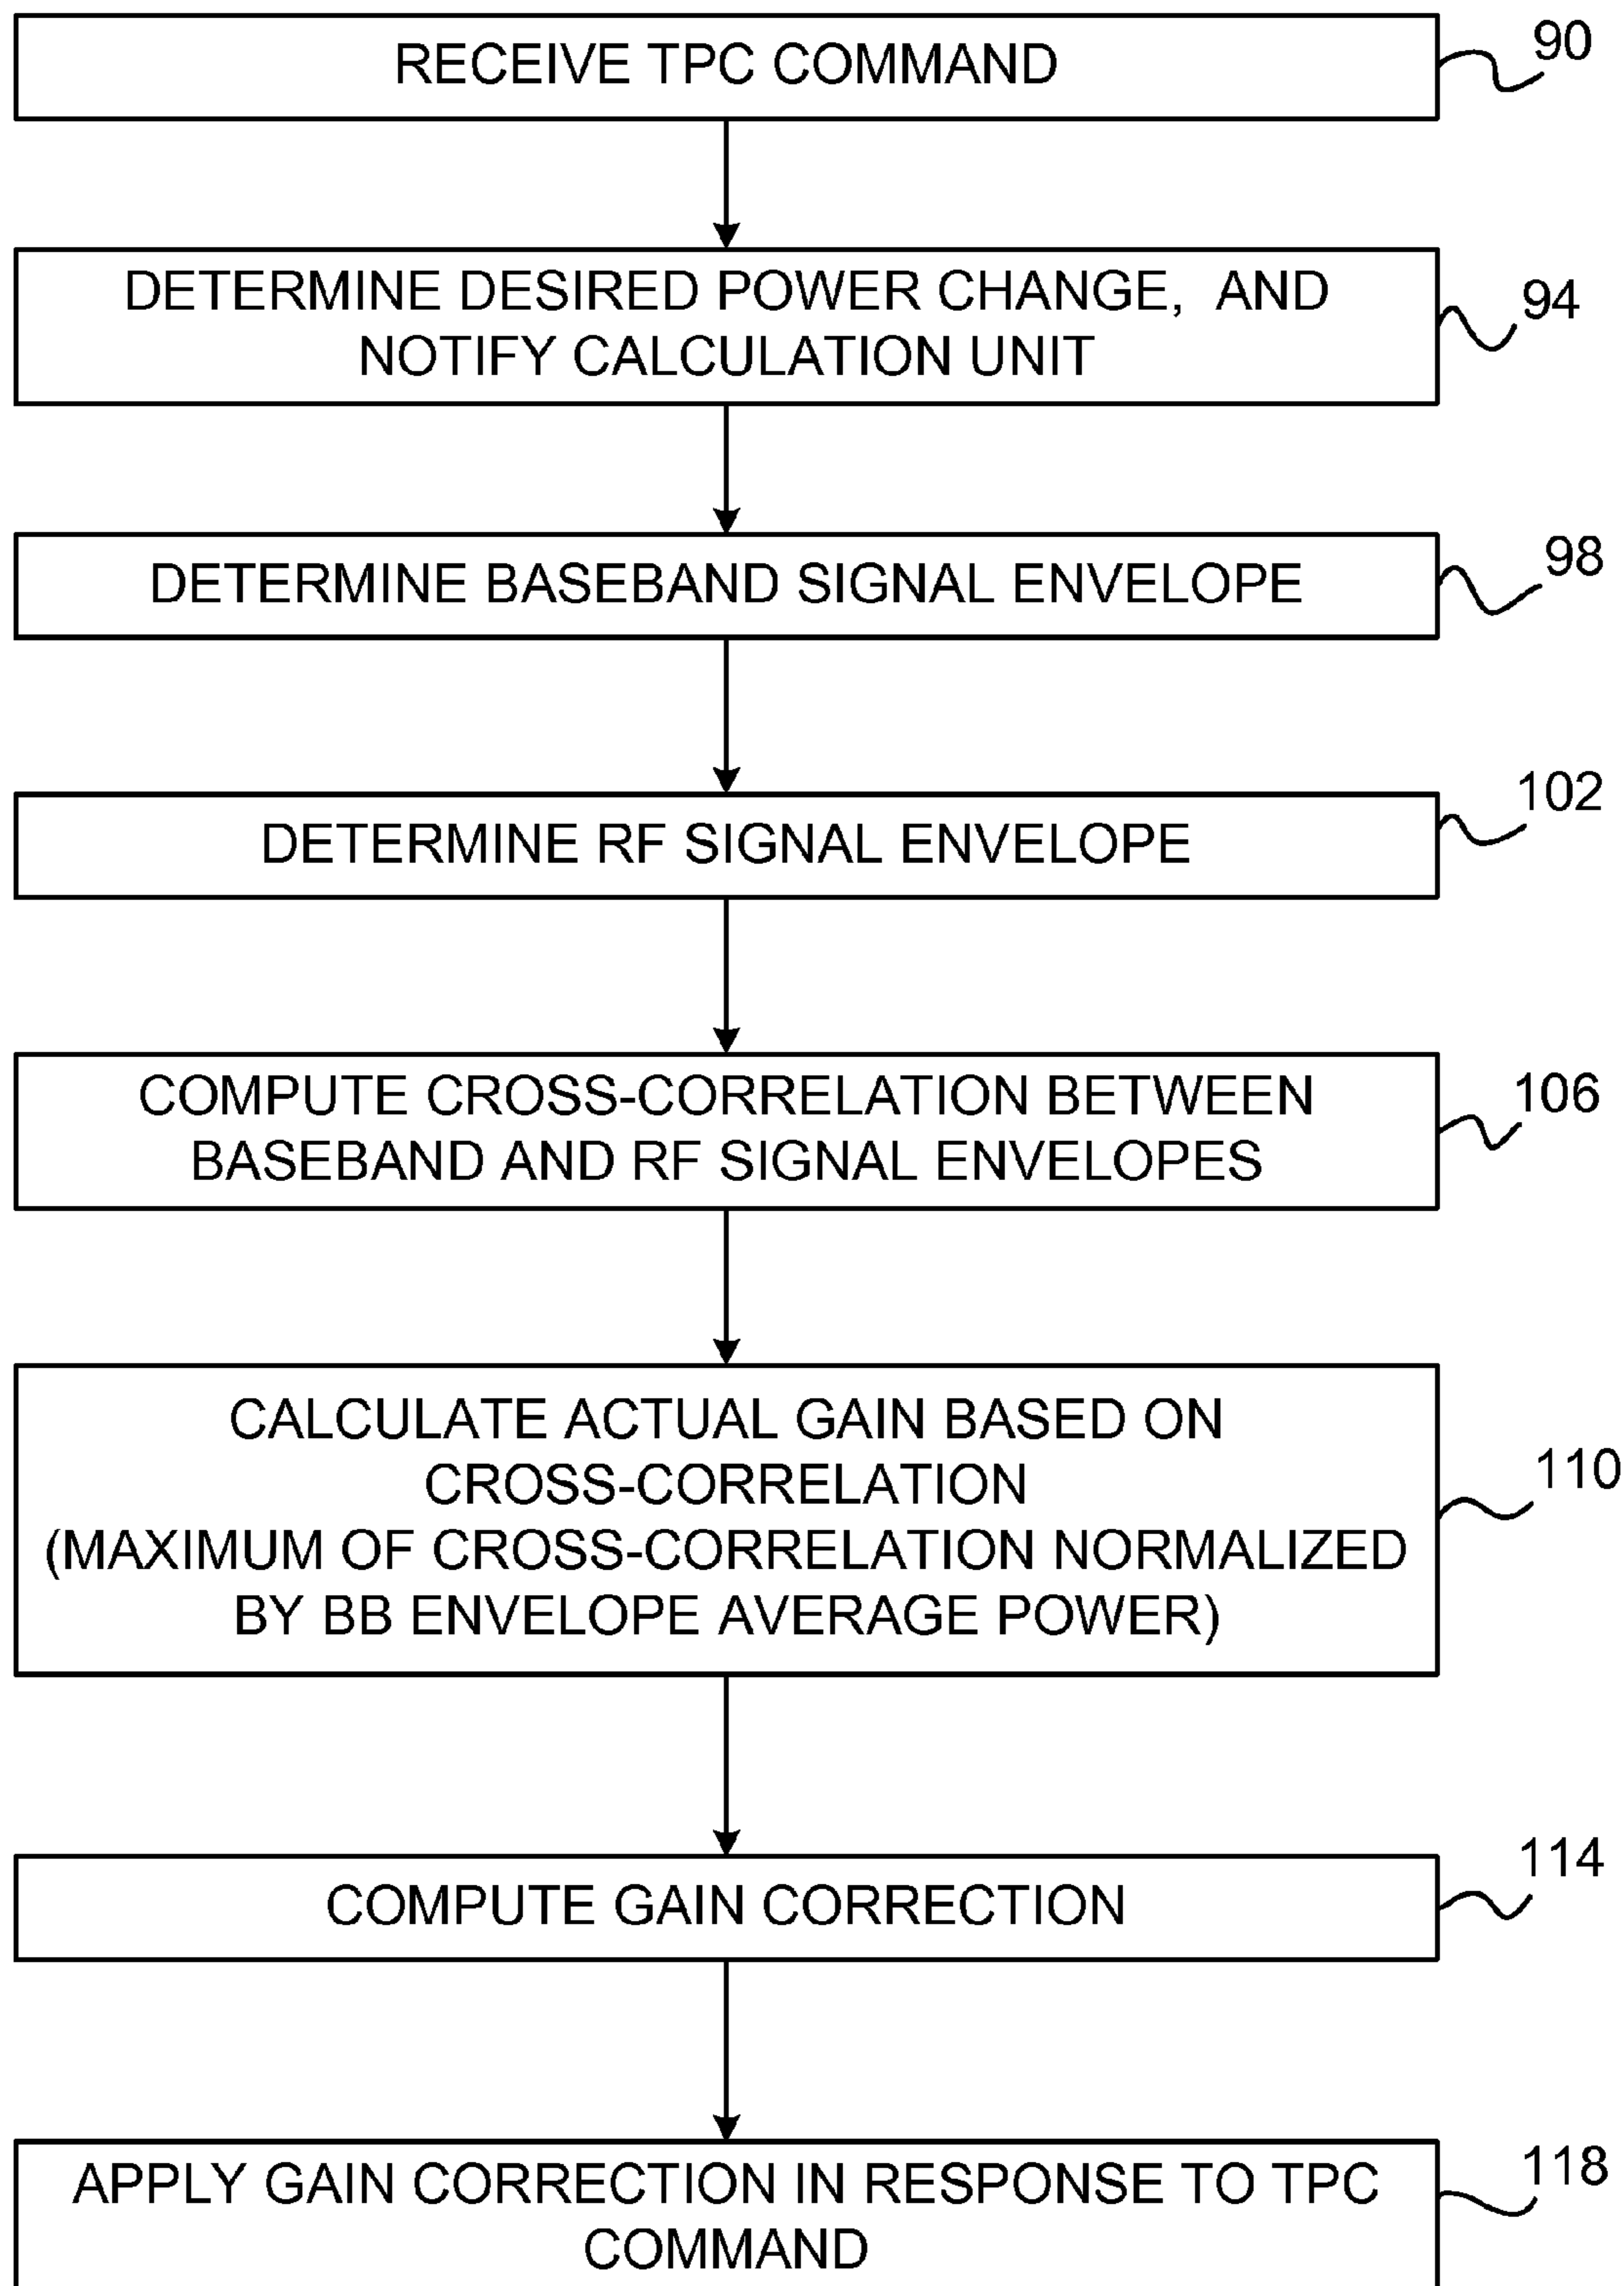 RECEIVE TPC COMMAND
90
DETERMINE DESIRED POWER CHANGE, AND
NOTIFY CALCULATION UNIT
94
DETERMINE BASEBAND SIGNAL ENVELOPE
98
DETERMINE RF SIGNAL ENVELOPE
102
COMPUTE CROSS-CORRELATION BETWEEN
BASEBAND AND RF SIGNAL ENVELOPES
106
CALCULATE ACTUAL GAIN BASED ON
CROSS-CORRELATION
(MAXIMUM OF CROSS-CORRELATION NORMALIZED
BY BB ENVELOPE AVERAGE POWER)
110
COMPUTE GAIN CORRECTION
114
APPLY GAIN CORRECTION IN RESPONSE TO TPC
COMMAND
118